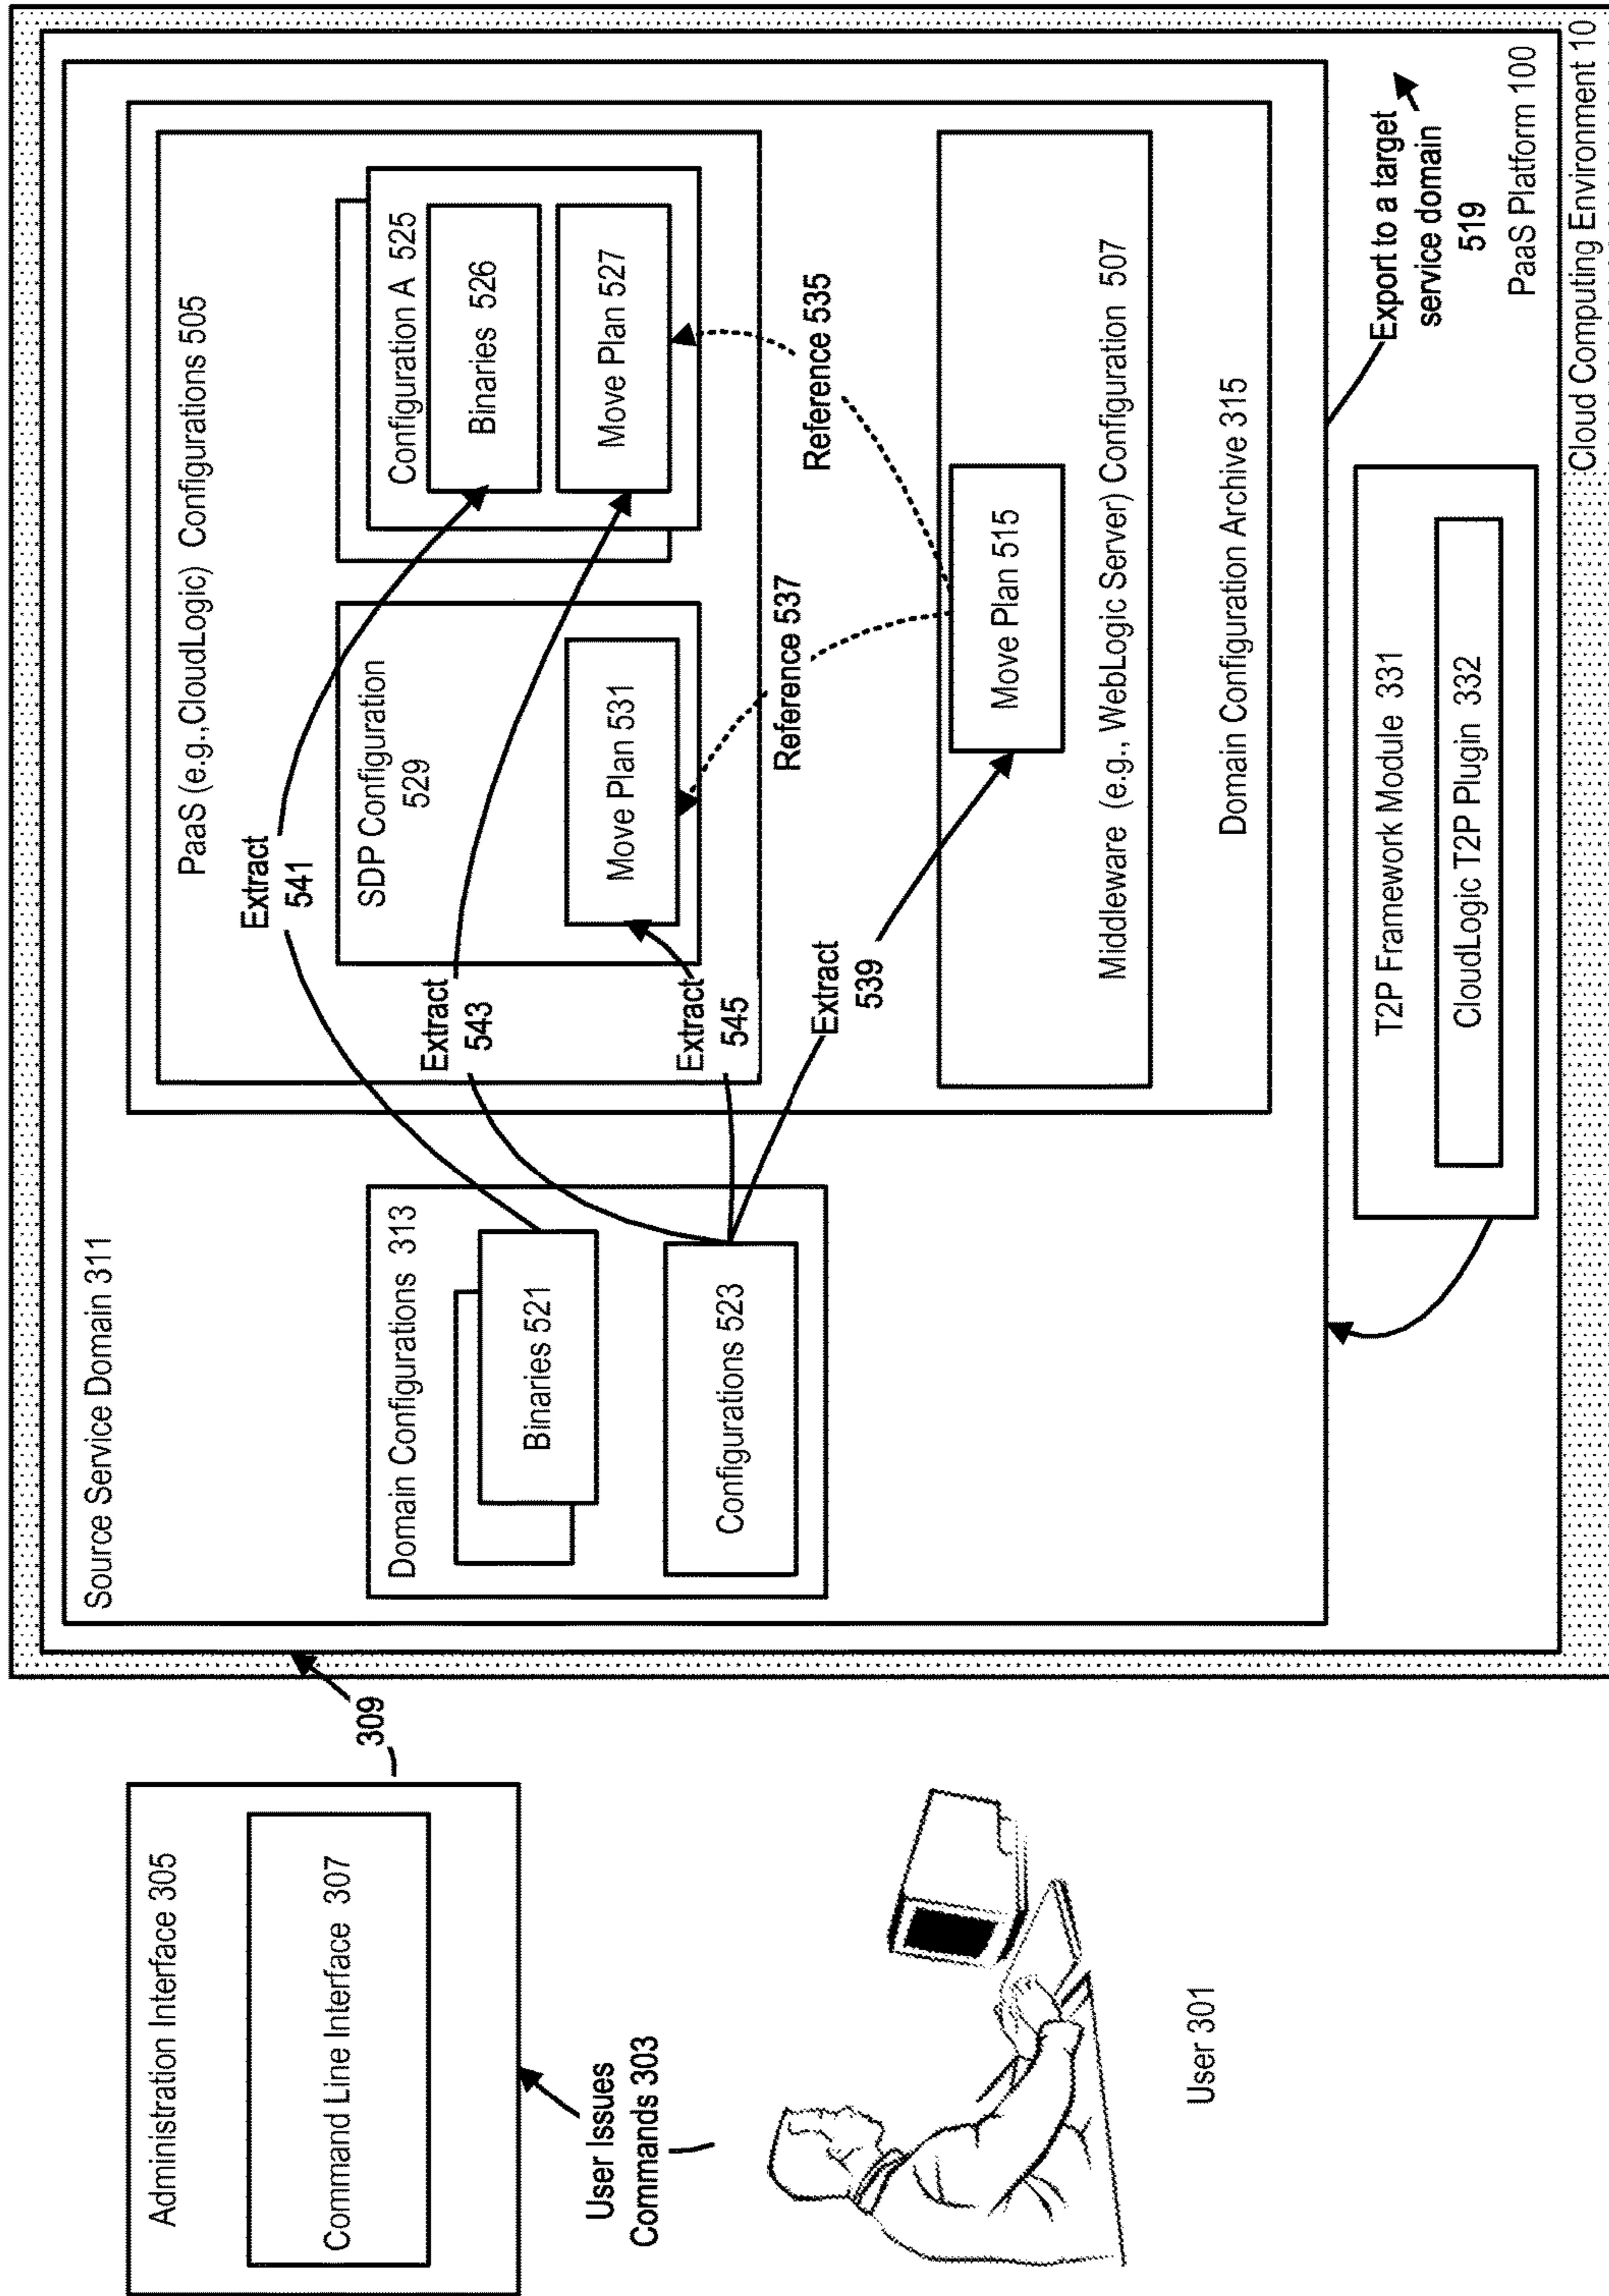 Administration Interface 305
Command Line Interface 307
User Issues
Commands 303
User 301
309
Source Service Domain 311
Domain Configurations 313
Binaries 521
Configurations 523
Extract
541
Extract
543
Extract
545
Extract
539
PaaS (e.g.,CloudLogic) Configurations 505
SDP Configuration
529
Move Plan 531
Configuration A 525
Binaries 526
Move Plan 527
Reference 537
Reference 535
Move Plan 515
Middleware (e.g., WebLogic Server) Configuration 507
Domain Configuration Archive 315
Export to a target
service domain
519
T2P Framework Module 331
CloudLogic T2P Plugin 332
PaaS Platform 100
Cloud Computing Environment 10